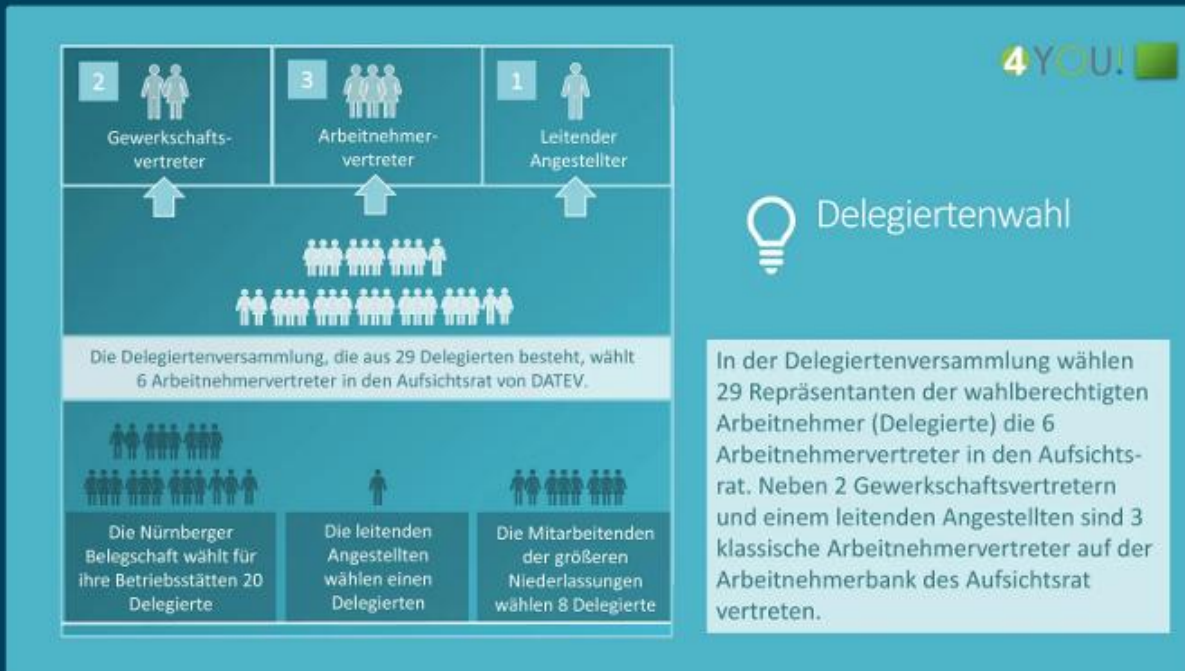 4 YOU!
2
Gewerkschafts-
vertreter
3
Arbeitnehmer-
vertreter
1
Leitender
Angestellter
Die Delegiertenversammlung, die aus 29 Delegierten besteht, wählt
6 Arbeitnehmervertreter in den Aufsichtsrat von DATEV.
Die Nürnberger
Belegschaft wählt für
ihre Betriebsstätten 20
Delegierte
Die leitenden
Angestellten
wählen einen
Delegierten
Die Mitarbeitenden
der größeren
Niederlassungen
wählen 8 Delegierte
Delegiertenwahl
In der Delegiertenversammlung wählen
29 Repräsentanten der wahlberechtigten
Arbeitnehmer (Delegierte) die 6
Arbeitnehmervertreter in den Aufsichts-
rat. Neben 2 Gewerkschaftsvertretern
und einem leitenden Angestellten sind 3
klassische Arbeitnehmervertreter auf der
Arbeitnehmerbank des Aufsichtsrat
vertreten.